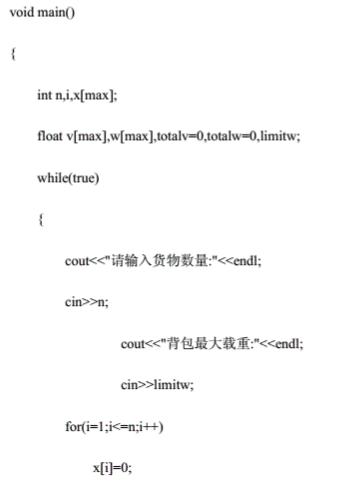 void main()
{
int n,i,x[max];
float v[max],w[max],totalv=0,totalw=0,limitw;
while(true)
{
cout<<"请输入货物数量:"<<endl;
cin>>n;
cout<<"背包最大载重:"<<endl;
cin>>limitw;
for(i=1;i<=n;i++)
x[i]=0;